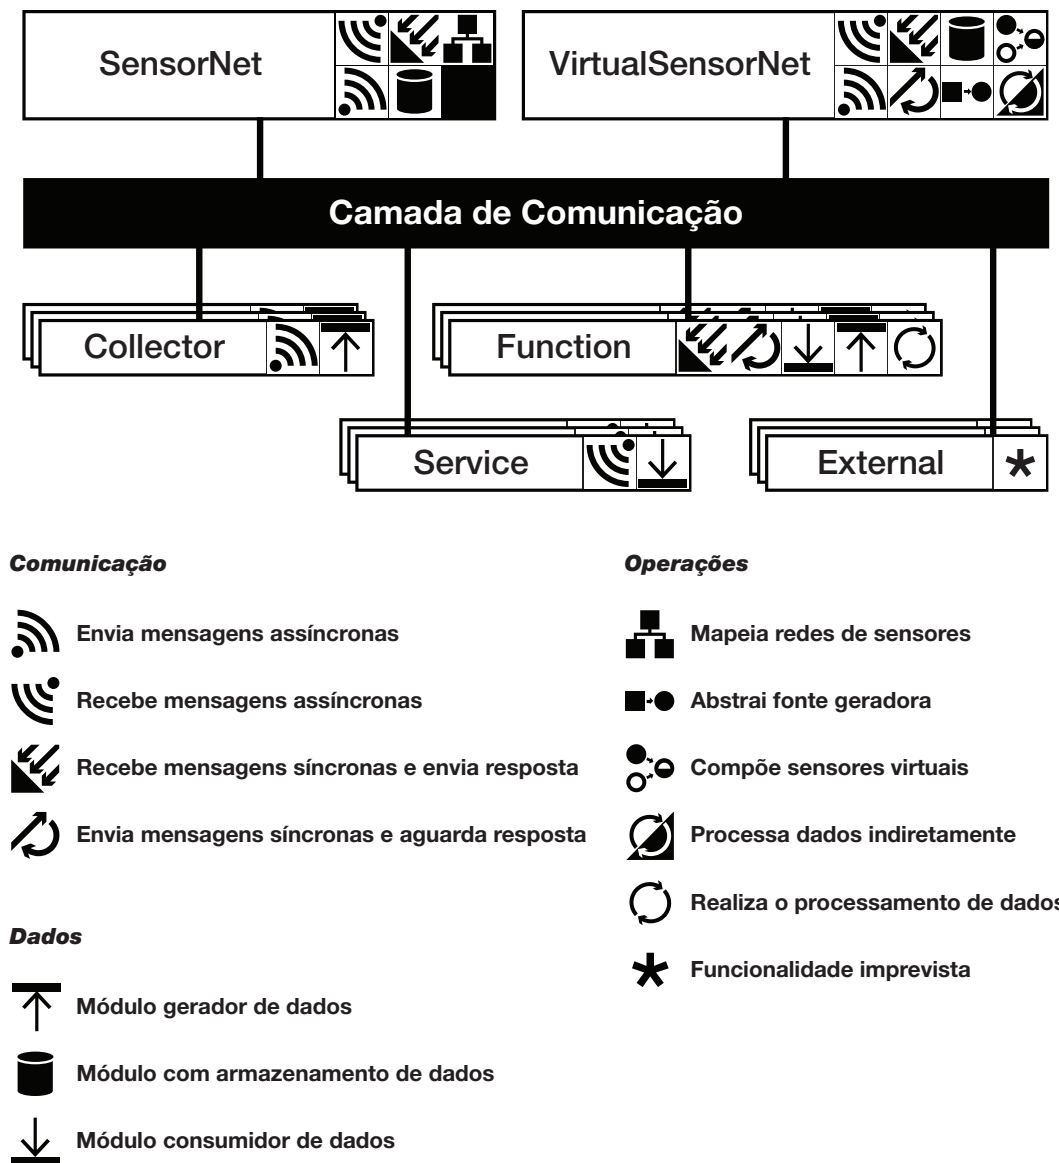 SensorNet
VirtualSensorNet
Camada de Comunicação
Collector
Function
Service
External
Comunicação
Envia mensagens assíncronas
Recebe mensagens assíncronas
Recebe mensagens síncronas e envia resposta
Envia mensagens síncronas e aguarda resposta
Dados
Módulo gerador de dados
Módulo com armazenamento de dados
Módulo consumidor de dados
Operações
Mapeia redes de sensores
Abstrai fonte geradora
Compõe sensores virtuais
Processa dados indiretamente
Realiza o processamento de dados
Funcionalidade imprevista